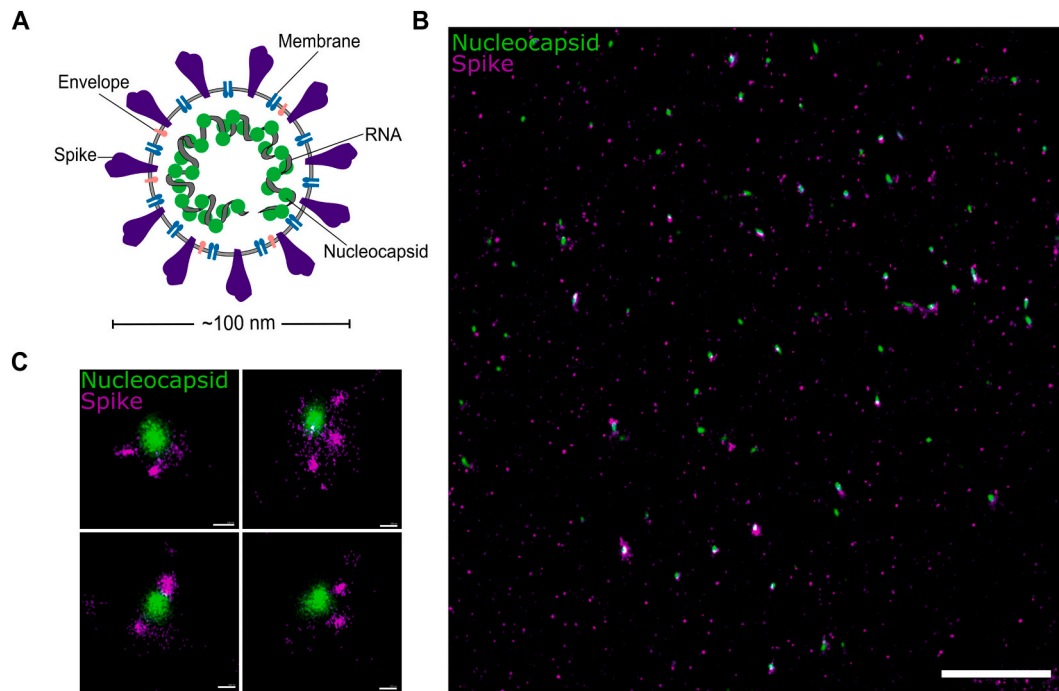 A
Membrane
Envelope
RNA
Spike
Nucleocapsid
~100 nm
B
Nucleocapsid
Spike
C
Nucleocapsid
Spike